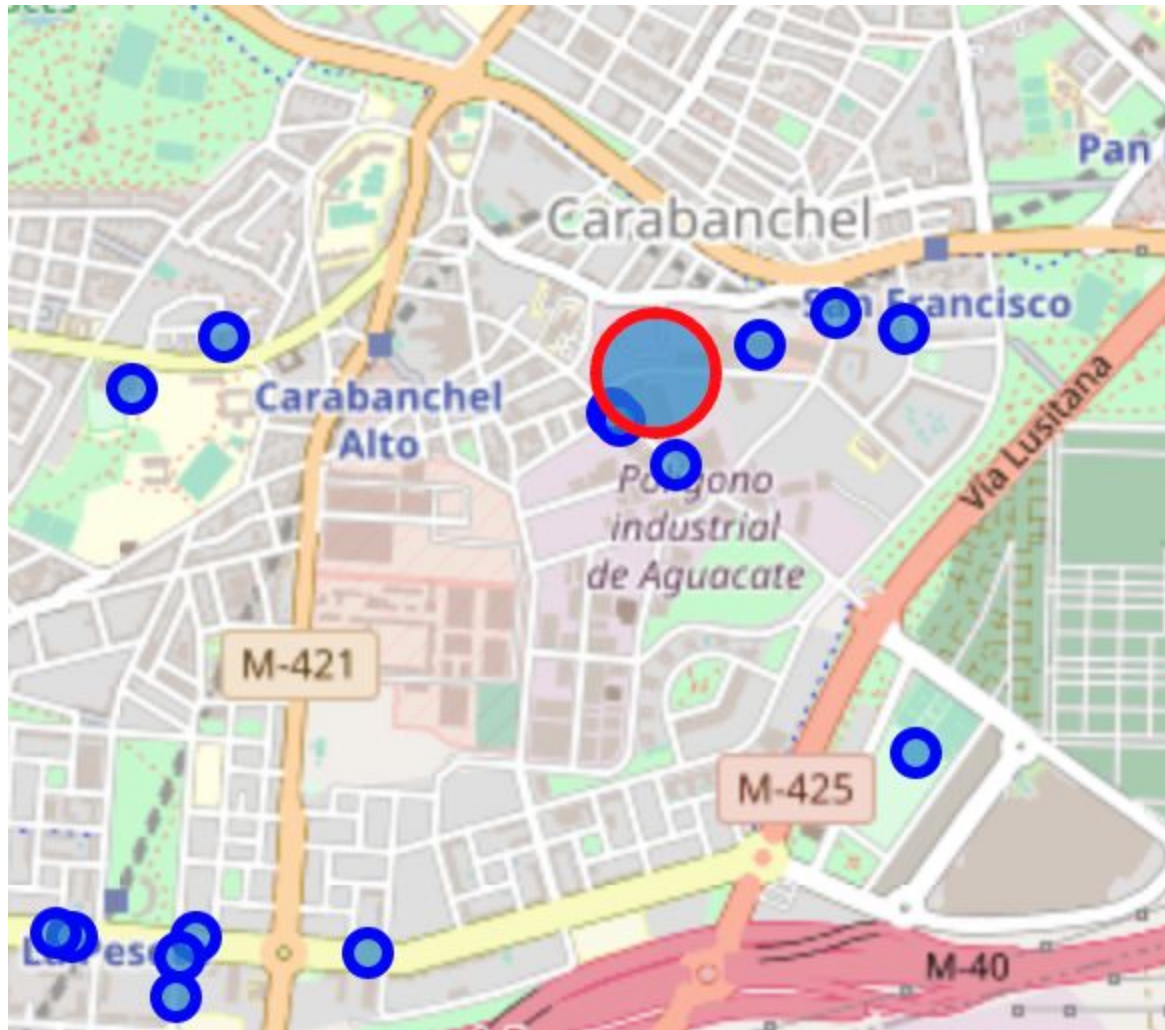 Pan
Carabanchel
San Francisco
Carabanchel
Alto
Vía Lusitana
Polígono
industrial
de Aguacate
M-421
M-425
M-40